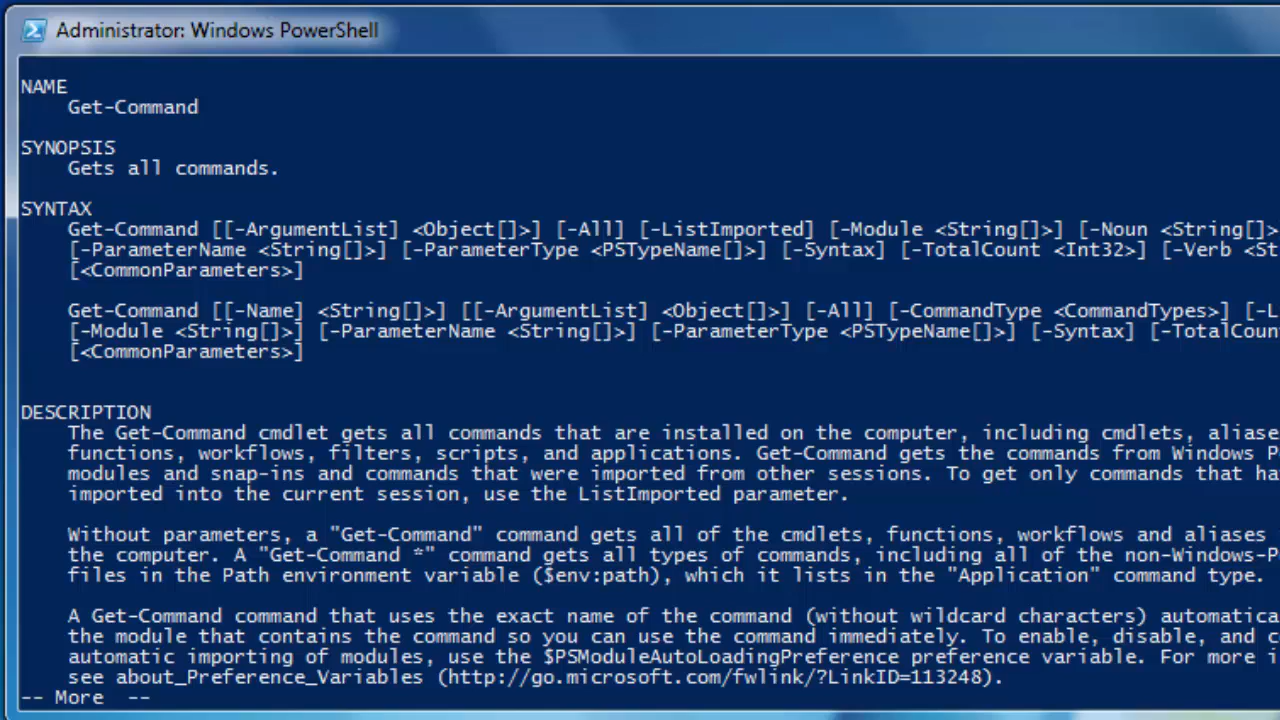 Administrator: Windows PowerShell
NAME
Get-Command
SYNOPSIS
Gets all commands.
SYNTAX
Get-Command [[-ArgumentList] <Object[]>] [-All] [-ListImported] [-Module <String[]>] [-Noun <String[]>
[-ParameterName <String[]>] [-ParameterType <PSTypeName[]>] [-Syntax] [-TotalCount <Int32>] [-Verb <St
[<CommonParameters>]
Get-Command [[-Name] <String[]>] [[-ArgumentList] <Object[]>] [-All] [-CommandType <CommandTypes>] [-L
[-Module <String[]>] [-ParameterName <String[]>] [-ParameterType <PSTypeName[]>] [-Syntax] [-TotalCoun
[<CommonParameters>]
DESCRIPTION
The Get-Command cmdlet gets all commands that are installed on the computer, including cmdlets, aliase
functions, workflows, filters, scripts, and applications. Get-Command gets the commands from Windows P
modules and snap-ins and commands that were imported from other sessions. To get only commands that ha
imported into the current session, use the ListImported parameter.
Without parameters, a "Get-Command" command gets all of the cmdlets, functions, workflows and aliases
the computer. A "Get-Command *" command gets all types of commands, including all of the non-Windows-P
files in the Path environment variable ($env:path), which it lists in the "Application" command type.
A Get-Command command that uses the exact name of the command (without wildcard characters) automatica
the module that contains the command so you can use the command immediately. To enable, disable, and c
automatic importing of modules, use the $PSModuleAutoLoadingPreference preference variable. For more i
see about_Preference_Variables (http://go.microsoft.com/fwlink/?LinkID=113248).
-- More  --